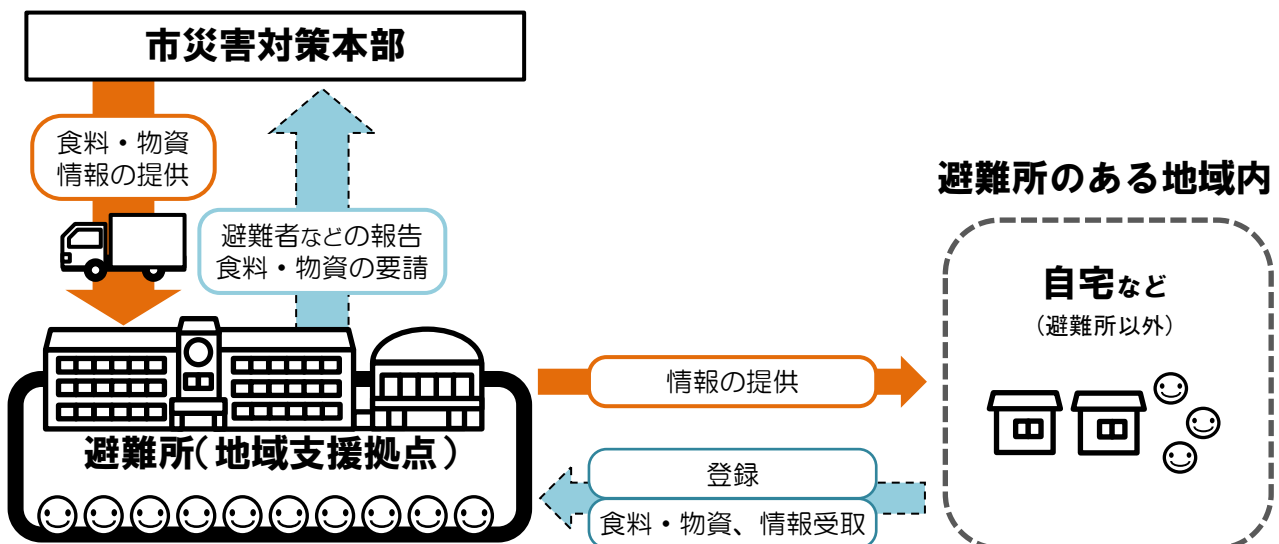 市災害対策本部
食料・物資
情報の提供
避難者などの報告
食料・物資の要請
避難所のある地域内
自宅など
（避難所以外）
情報の提供
避難所（地域支援拠点）
登録
食料・物資、情報受取